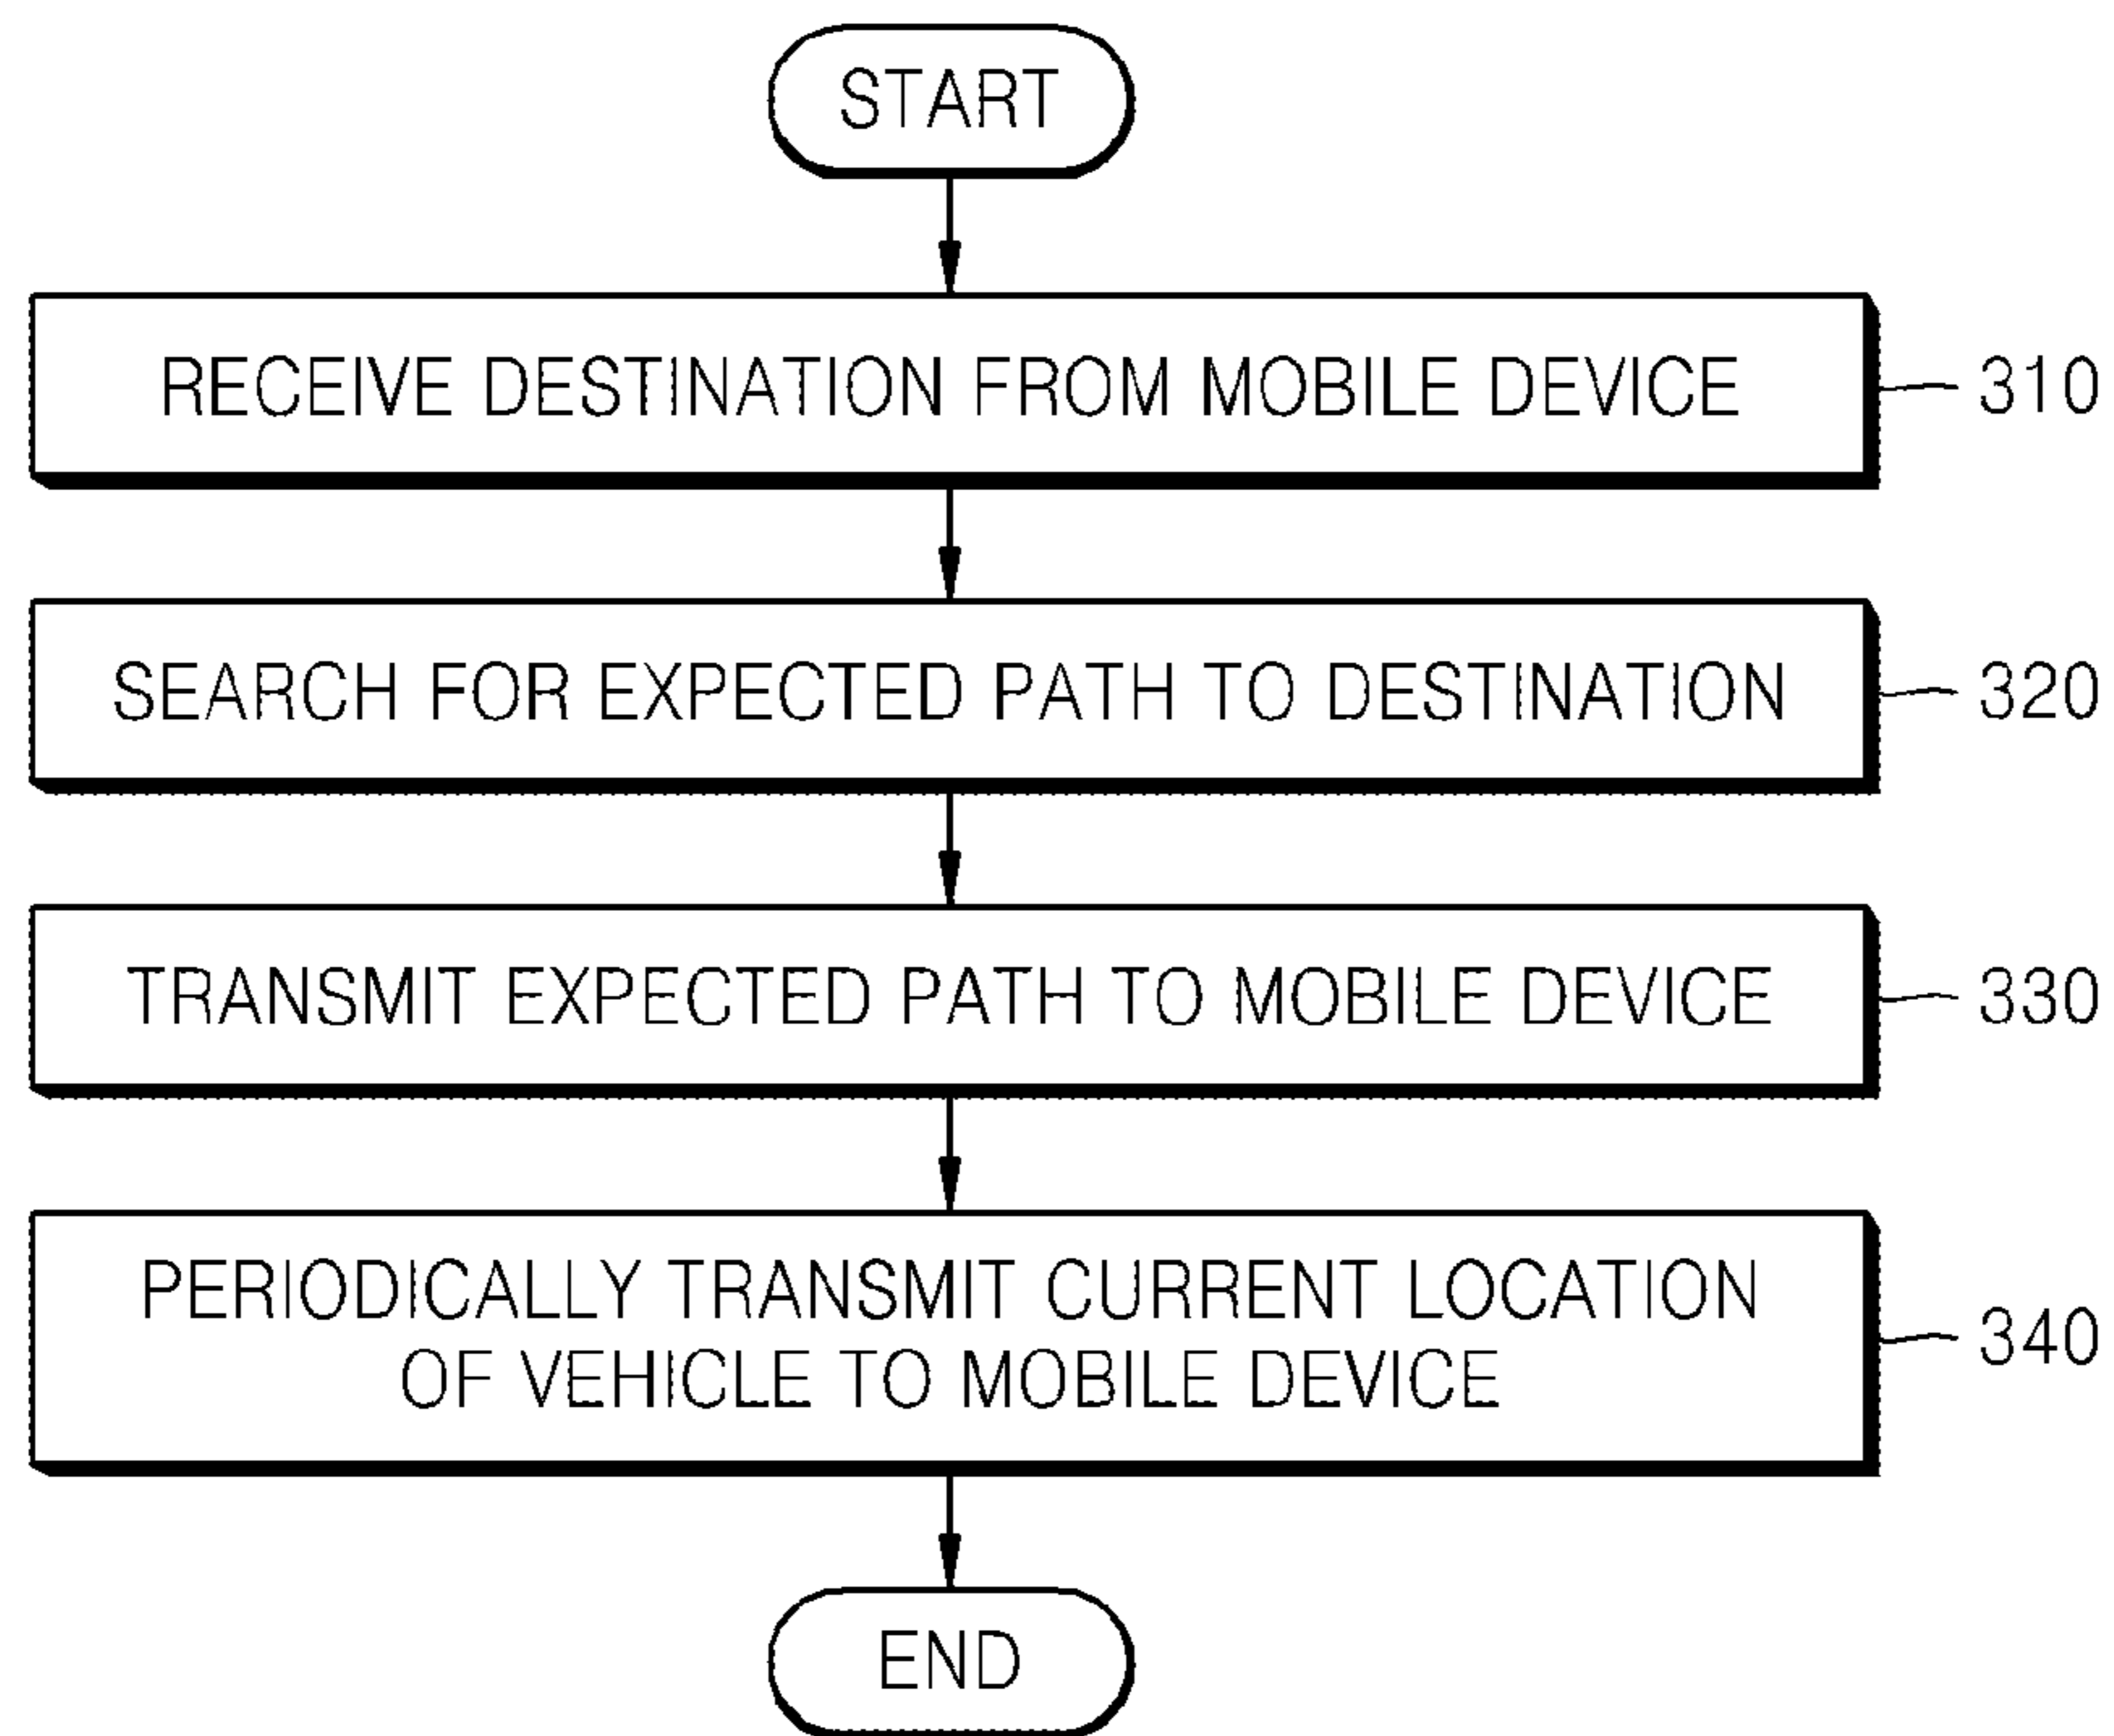 START
RECEIVE DESTINATION FROM MOBILE DEVICE
310
SEARCH FOR EXPECTED PATH TO DESTINATION
320
TRANSMIT EXPECTED PATH TO MOBILE DEVICE
330
PERIODICALLY TRANSMIT CURRENT LOCATION
OF VEHICLE TO MOBILE DEVICE
340
END